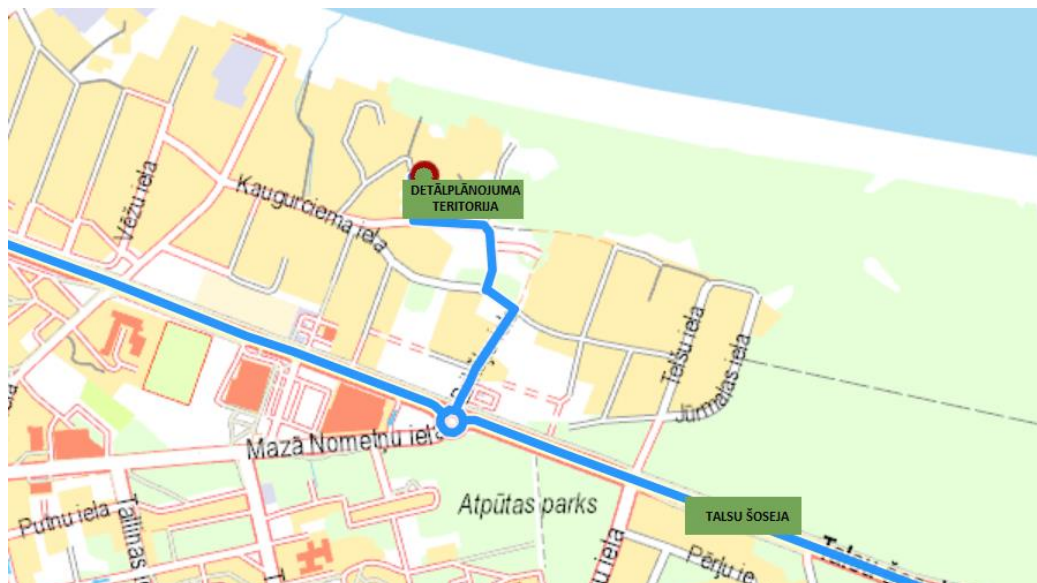 Vēžu iela
Kaugurciema iela
DETĀLPLĀNOJUMA
TERITORIJA
Telšu iela
Jūrmalas iela
Mazā Nometņu iela
Atpūtas parks
TALSU ŠOSEJA
Putnu iela
Tallinas
Pērļu ie